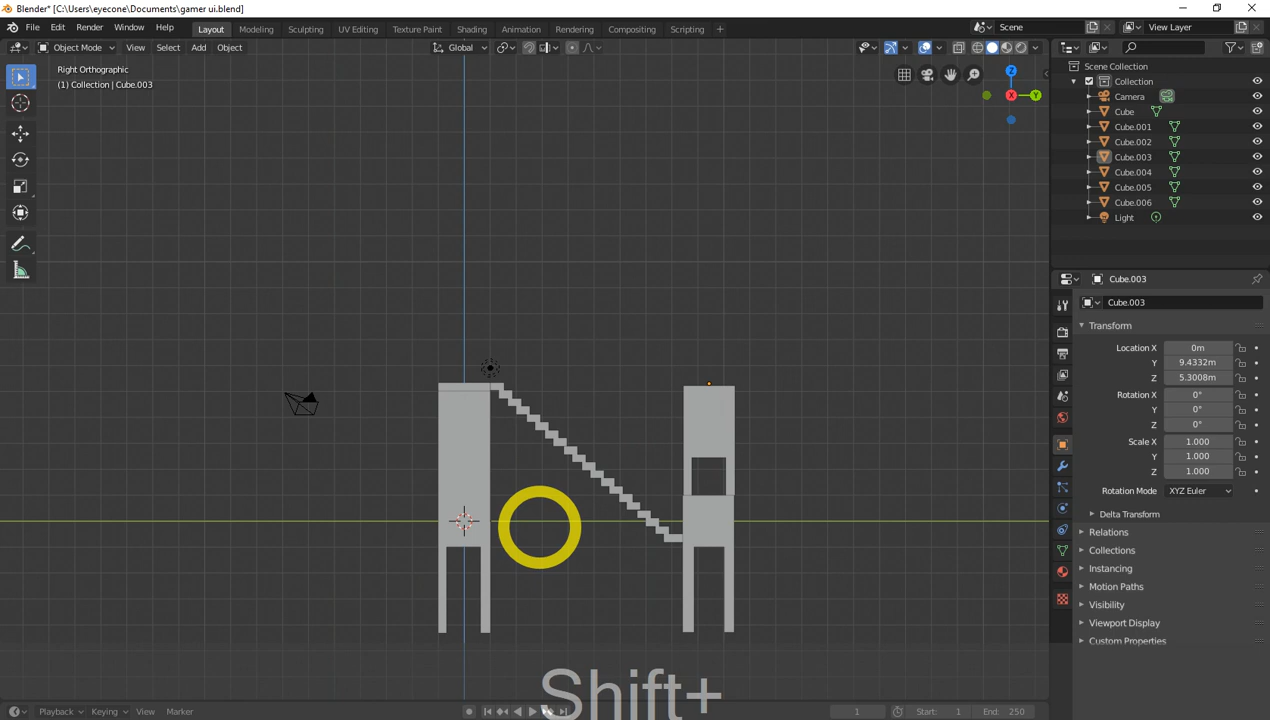 Blender* [C:\Users\eyecone\Documents\gamer ui.blend]
File Edit Render Window Help Layout Modeling Sculpting UV Editing Texture Paint Shading Animation Rendering Compositing Scripting + Scene View Layer
Object Mode View Select Add Object Global
Right Orthographic
(1) Collection | Cube.003
Z
X
Y
Scene Collection
Collection
Camera
Cube
Cube.001
Cube.002
Cube.003
Cube.004
Cube.005
Cube.006
Light
Cube.003
Cube.003
Transform
Location X 0m
Y 9.4332m
Z 5.3008m
Rotation X 0°
Y 0°
Z 0°
Scale X 1.000
Y 1.000
Z 1.000
Rotation Mode XYZ Euler
Delta Transform
Relations
Collections
Instancing
Motion Paths
Visibility
Viewport Display
Custom Properties
Shift+
Playback Keying View Marker 1 Start: 1 End: 250